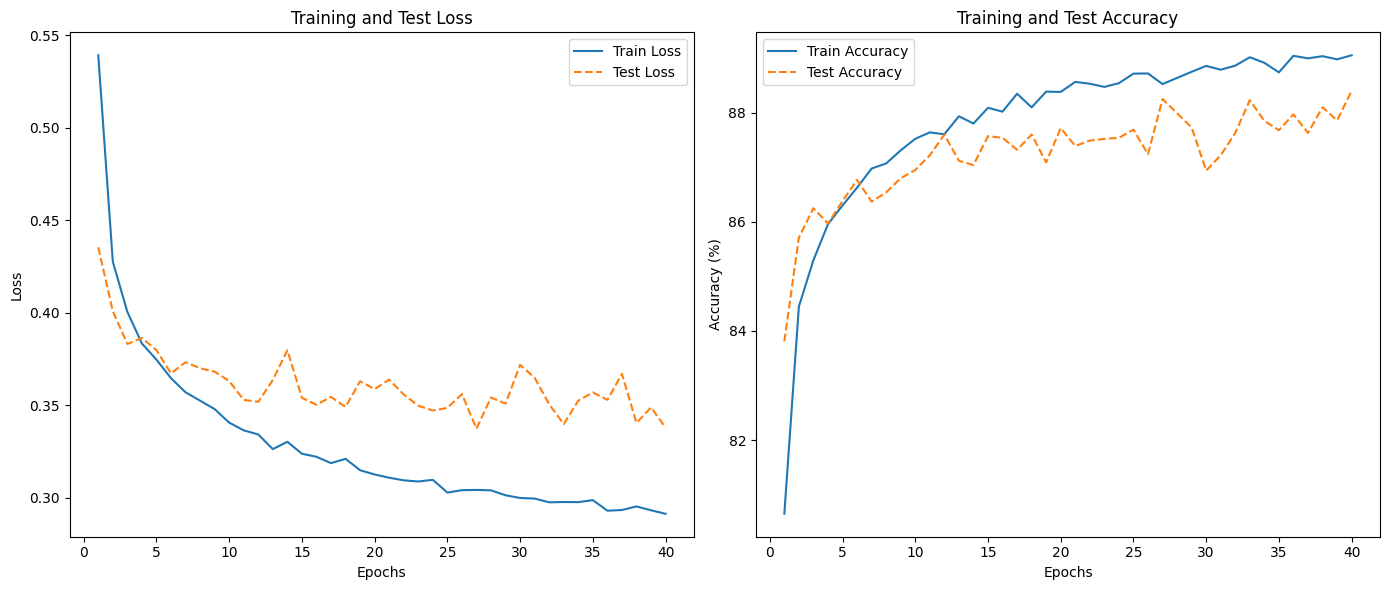 Training and Test Loss
Train Loss
Test Loss
0.55
0.50
0.45
0.40
0.35
0.30
Loss
0 5 10 15 20 25 30 35 40
Epochs
Training and Test Accuracy
Train Accuracy
Test Accuracy
88
86
84
82
Accuracy (%)
0 5 10 15 20 25 30 35 40
Epochs